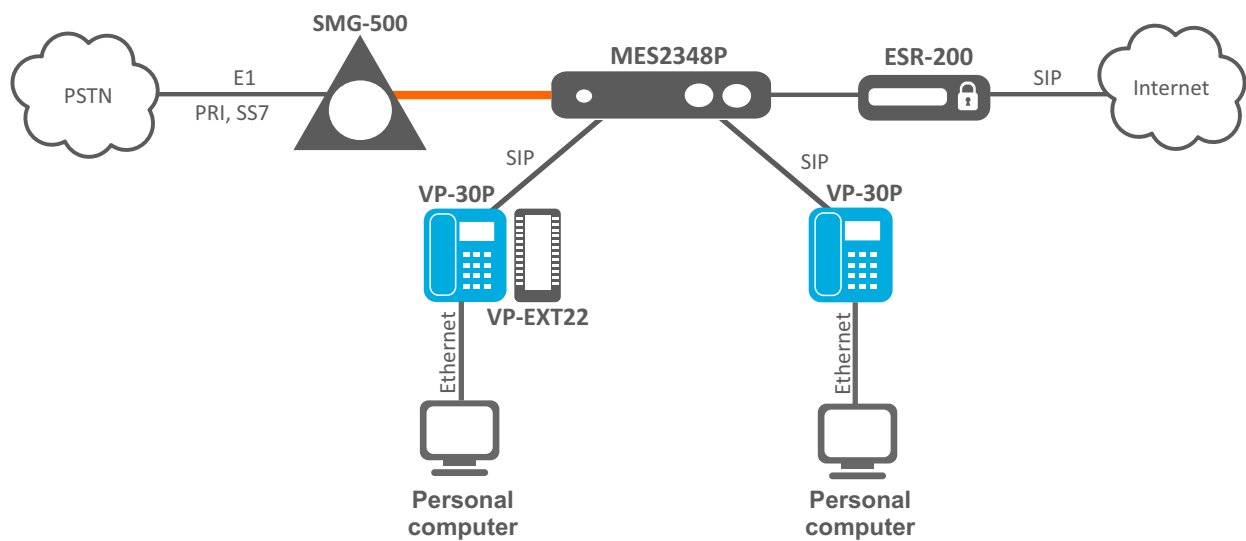 SMG-500
MES2348P
ESR-200
PSTN
E1
PRI, SS7
SIP
Internet
SIP
SIP
VP-30P
VP-30P
VP-EXT22
Ethernet
Ethernet
Personal
computer
Personal
computer